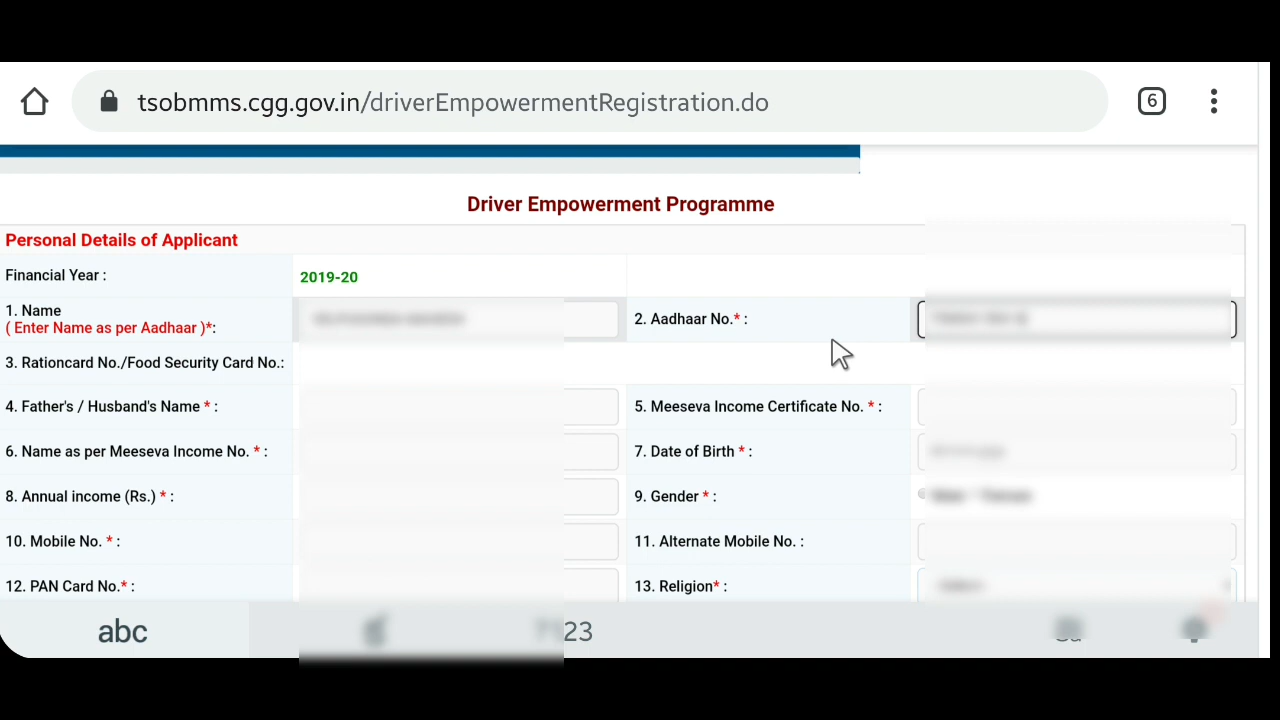 6
tsobmms.cgg.gov.in/driverEmpowermentRegistration.do
Driver Empowerment Programme
Personal Details of Applicant
Financial Year :
2019-20
1. Name
( Enter Name as per Aadhaar )*:
2. Aadhaar No.* :
3. Rationcard No./Food Security Card No.:
4. Father's / Husband's Name * :
5. Meeseva Income Certificate No. * :
6. Name as per Meeseva Income No. * :
7. Date of Birth * :
8. Annual income (Rs.) * :
9. Gender * :
10. Mobile No. * :
11. Alternate Mobile No. :
12. PAN Card No.* :
13. Religion* :
abc